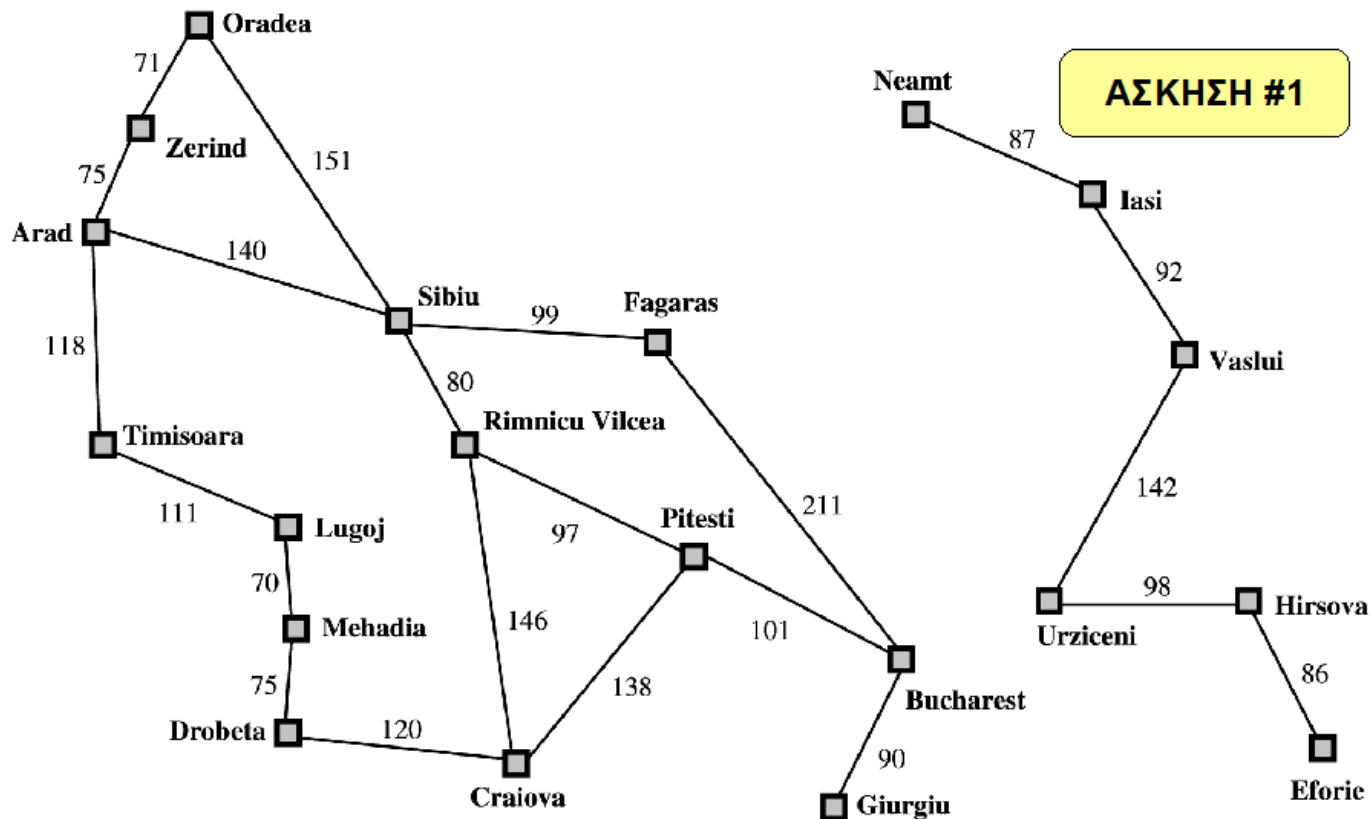 Oradea
71
Neamt
ΑΣΚΗΣΗ #1
87
Zerind
151
75
Iasi
Arad
140
92
Sibiu
Fagaras
99
118
Vaslui
80
Timisoara
Rimnicu Vilcea
142
111
211
Lugoj
97
Pitesti
70
98
Hirsova
Mehadia
146
101
Urziceni
75
138
86
Drobeta
120
Bucharest
90
Craiova
Giurgiu
Eforie